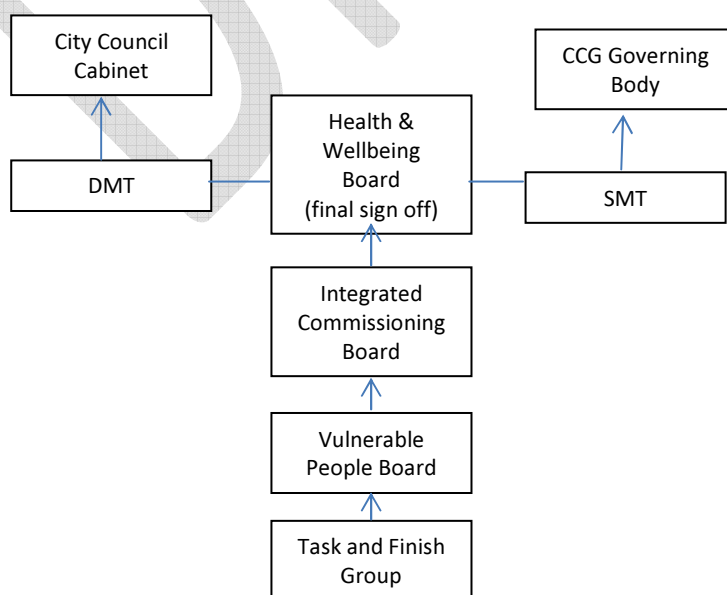 City Council
Cabinet
CCG Governing
Body
Health &
Wellbeing
Board
(final sign off)
DMT
SMT
Integrated
Commissioning
Board
Vulnerable
People Board
Task and Finish
Group